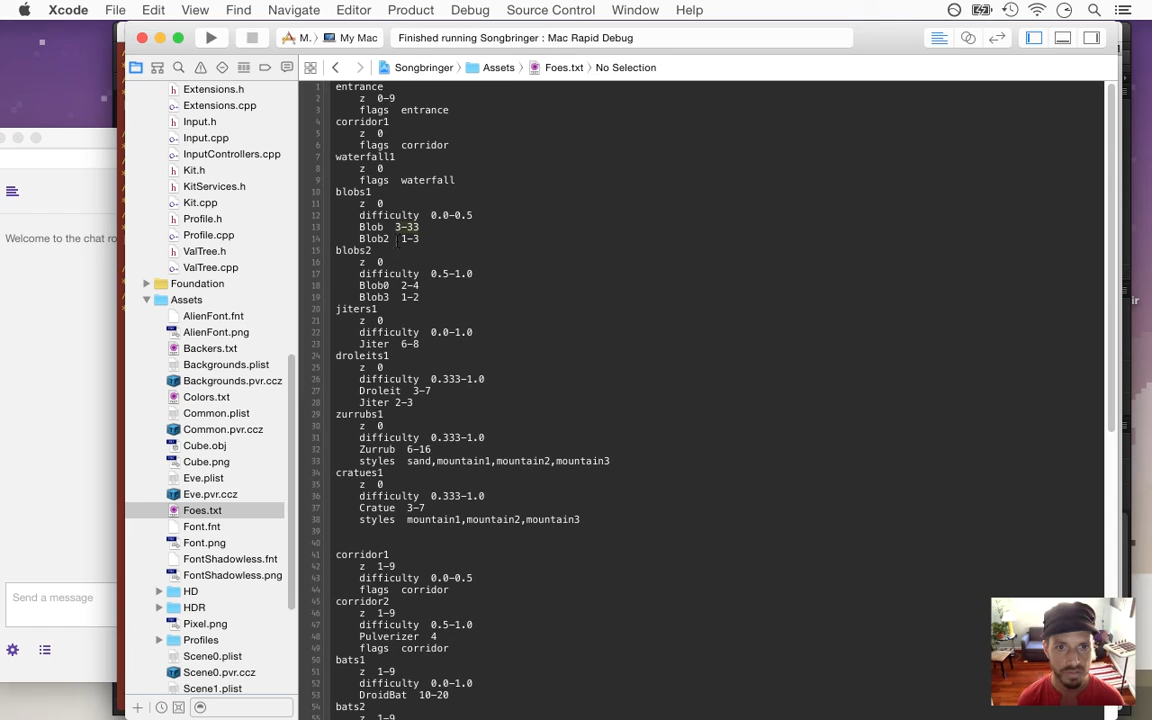 Xcode File Edit View Find Navigate Editor Product Debug Source Control Window Help
M. My Mac Finished running Songbringer : Mac Rapid Debug
Songbringer Assets Foes.txt No Selection
Extensions.h
Extensions.cpp
Input.h
Input.cpp
InputControllers.cpp
Kit.h
KitServices.h
Kit.cpp
Profile.h
Profile.cpp
ValTree.h
ValTree.cpp
Foundation
Assets
AlienFont.fnt
AlienFont.png
Backers.txt
Backgrounds.plist
Backgrounds.pvr.ccz
Colors.txt
Common.plist
Common.pvr.ccz
Cube.obj
Cube.png
Eve.plist
Eve.pvr.ccz
Foes.txt
Font.fnt
Font.png
FontShadowless.fnt
FontShadowless.png
HD
HDR
Pixel.png
Profiles
Scene0.plist
Scene0.pvr.ccz
Scene1.plist
1 entrance
2 z 0-9
3 flags entrance
4 corridor1
5 z 0
6 flags corridor
7 waterfall1
8 z 0
9 flags waterfall
10 blobs1
11 z 0
12 difficulty 0.0-0.5
13 Blob 3-33
14 Blob2 1-3
15 blobs2
16 z 0
17 difficulty 0.5-1.0
18 Blob0 2-4
19 Blob3 1-2
20 jiters1
21 z 0
22 difficulty 0.0-1.0
23 Jiter 6-8
24 droleits1
25 z 0
26 difficulty 0.333-1.0
27 Droleit 3-7
28 Jiter 2-3
29 zurrubs1
30 z 0
31 difficulty 0.333-1.0
32 Zurrub 6-16
33 styles sand,mountain1,mountain2,mountain3
34 cratues1
35 z 0
36 difficulty 0.333-1.0
37 Cratue 3-7
38 styles mountain1,mountain2,mountain3
39
40
41 corridor1
42 z 1-9
43 difficulty 0.0-0.5
44 flags corridor
45 corridor2
46 z 1-9
47 difficulty 0.5-1.0
48 Pulverizer 4
49 flags corridor
50 bats1
51 z 1-9
52 difficulty 0.0-1.0
53 DroidBat 10-20
54 bats2
z 1-9
Welcome to the chat ro
Send a message
ir